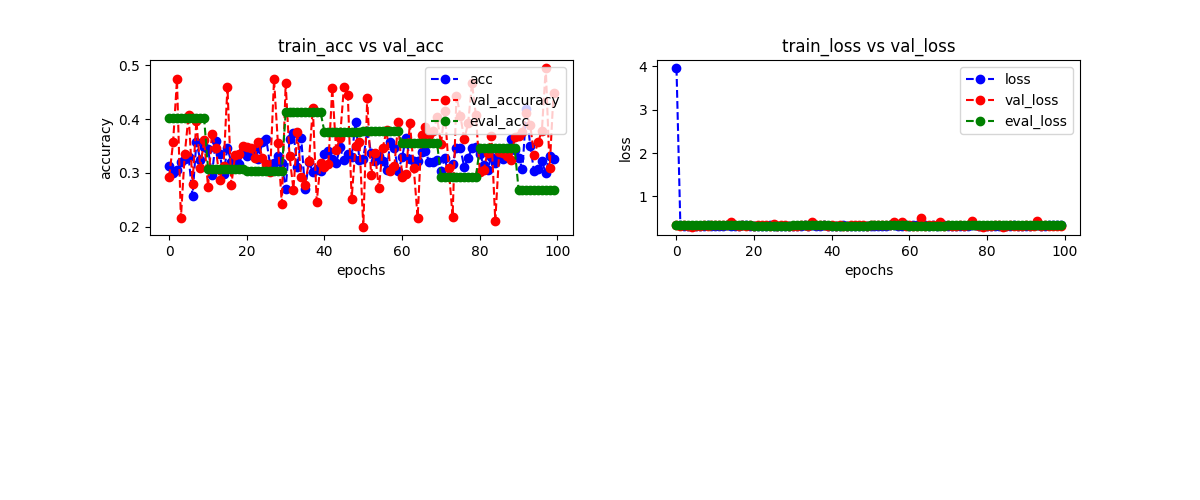 train_acc vs val_acc
0.5
0.4
0.3
0.2
accuracy
0
20
40
60
80
100
epochs
acc
val_accuracy
eval_acc
train_loss vs val_loss
4
3
2
1
loss
0
20
40
60
80
100
epochs
loss
val_loss
eval_loss